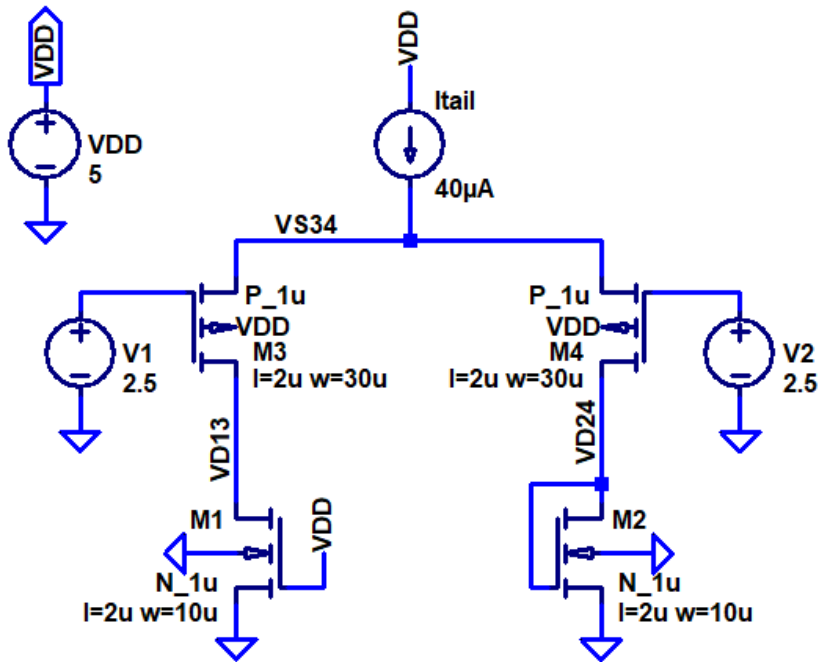 VDD
VDD
5
VDD
Itail
40µA
VS34
P_1u
VDD
M3
l=2u w=30u
P_1u
VDD
M4
l=2u w=30u
V1
2.5
V2
2.5
VD13
VD24
M1
VDD
N_1u
l=2u w=10u
M2
N_1u
l=2u w=10u